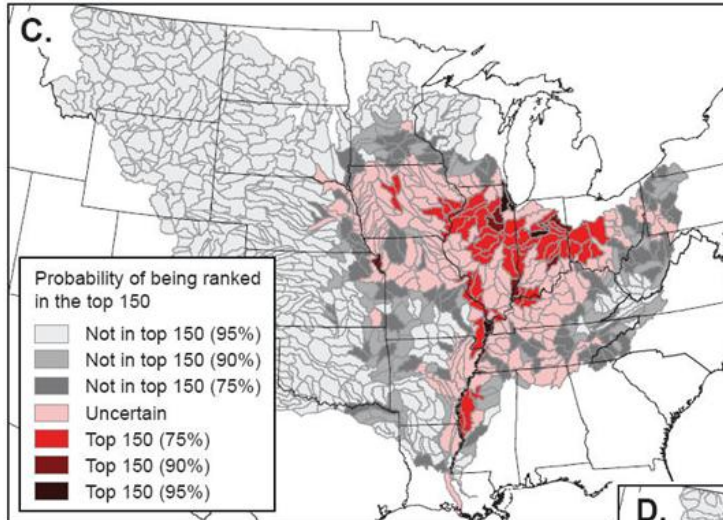 C.
Probability of being ranked
in the top 150
Not in top 150 (95%)
Not in top 150 (90%)
Not in top 150 (75%)
Uncertain
Top 150 (75%)
Top 150 (90%)
Top 150 (95%)
D.